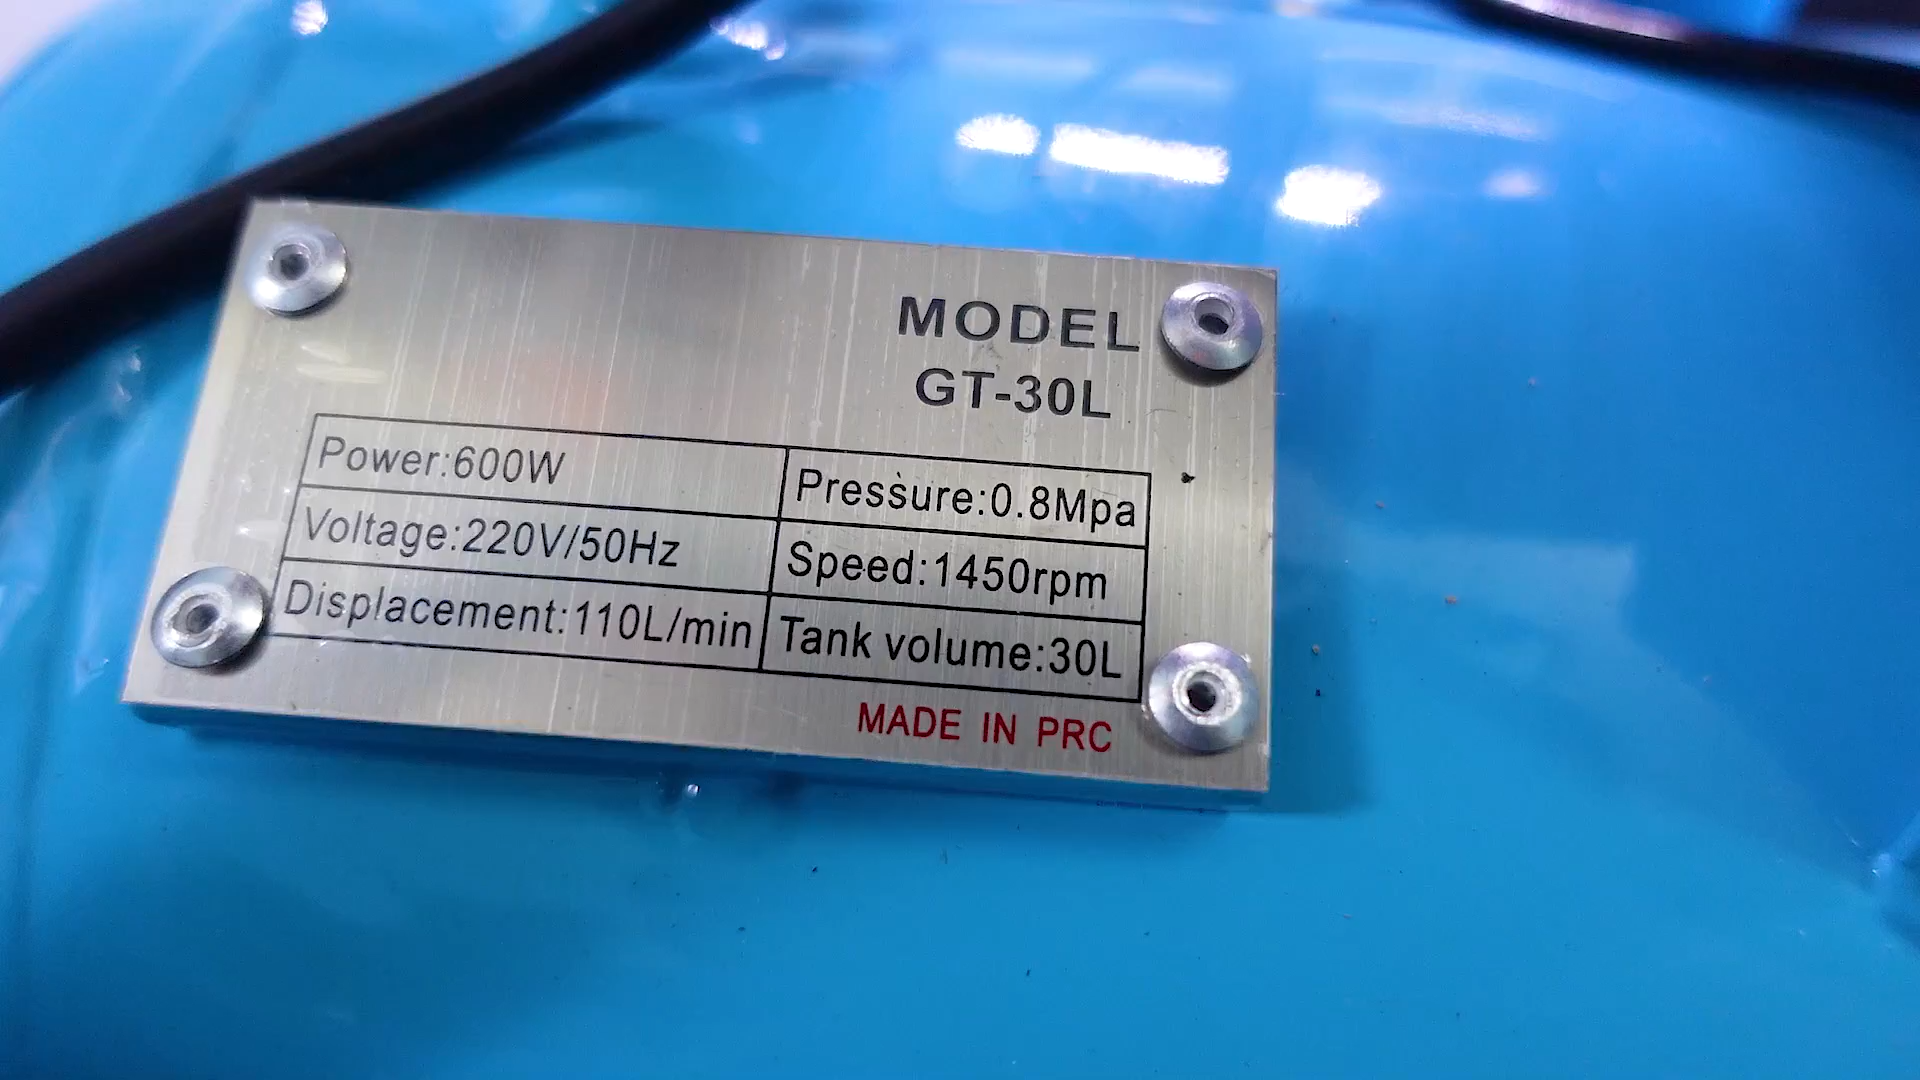 MODEL
GT-30L
Power:600W
Pressure:0.8Mpa
Voltage:220V/50Hz
Speed:1450rpm
Displacement:110L/min
Tank volume:30L
MADE IN PRC